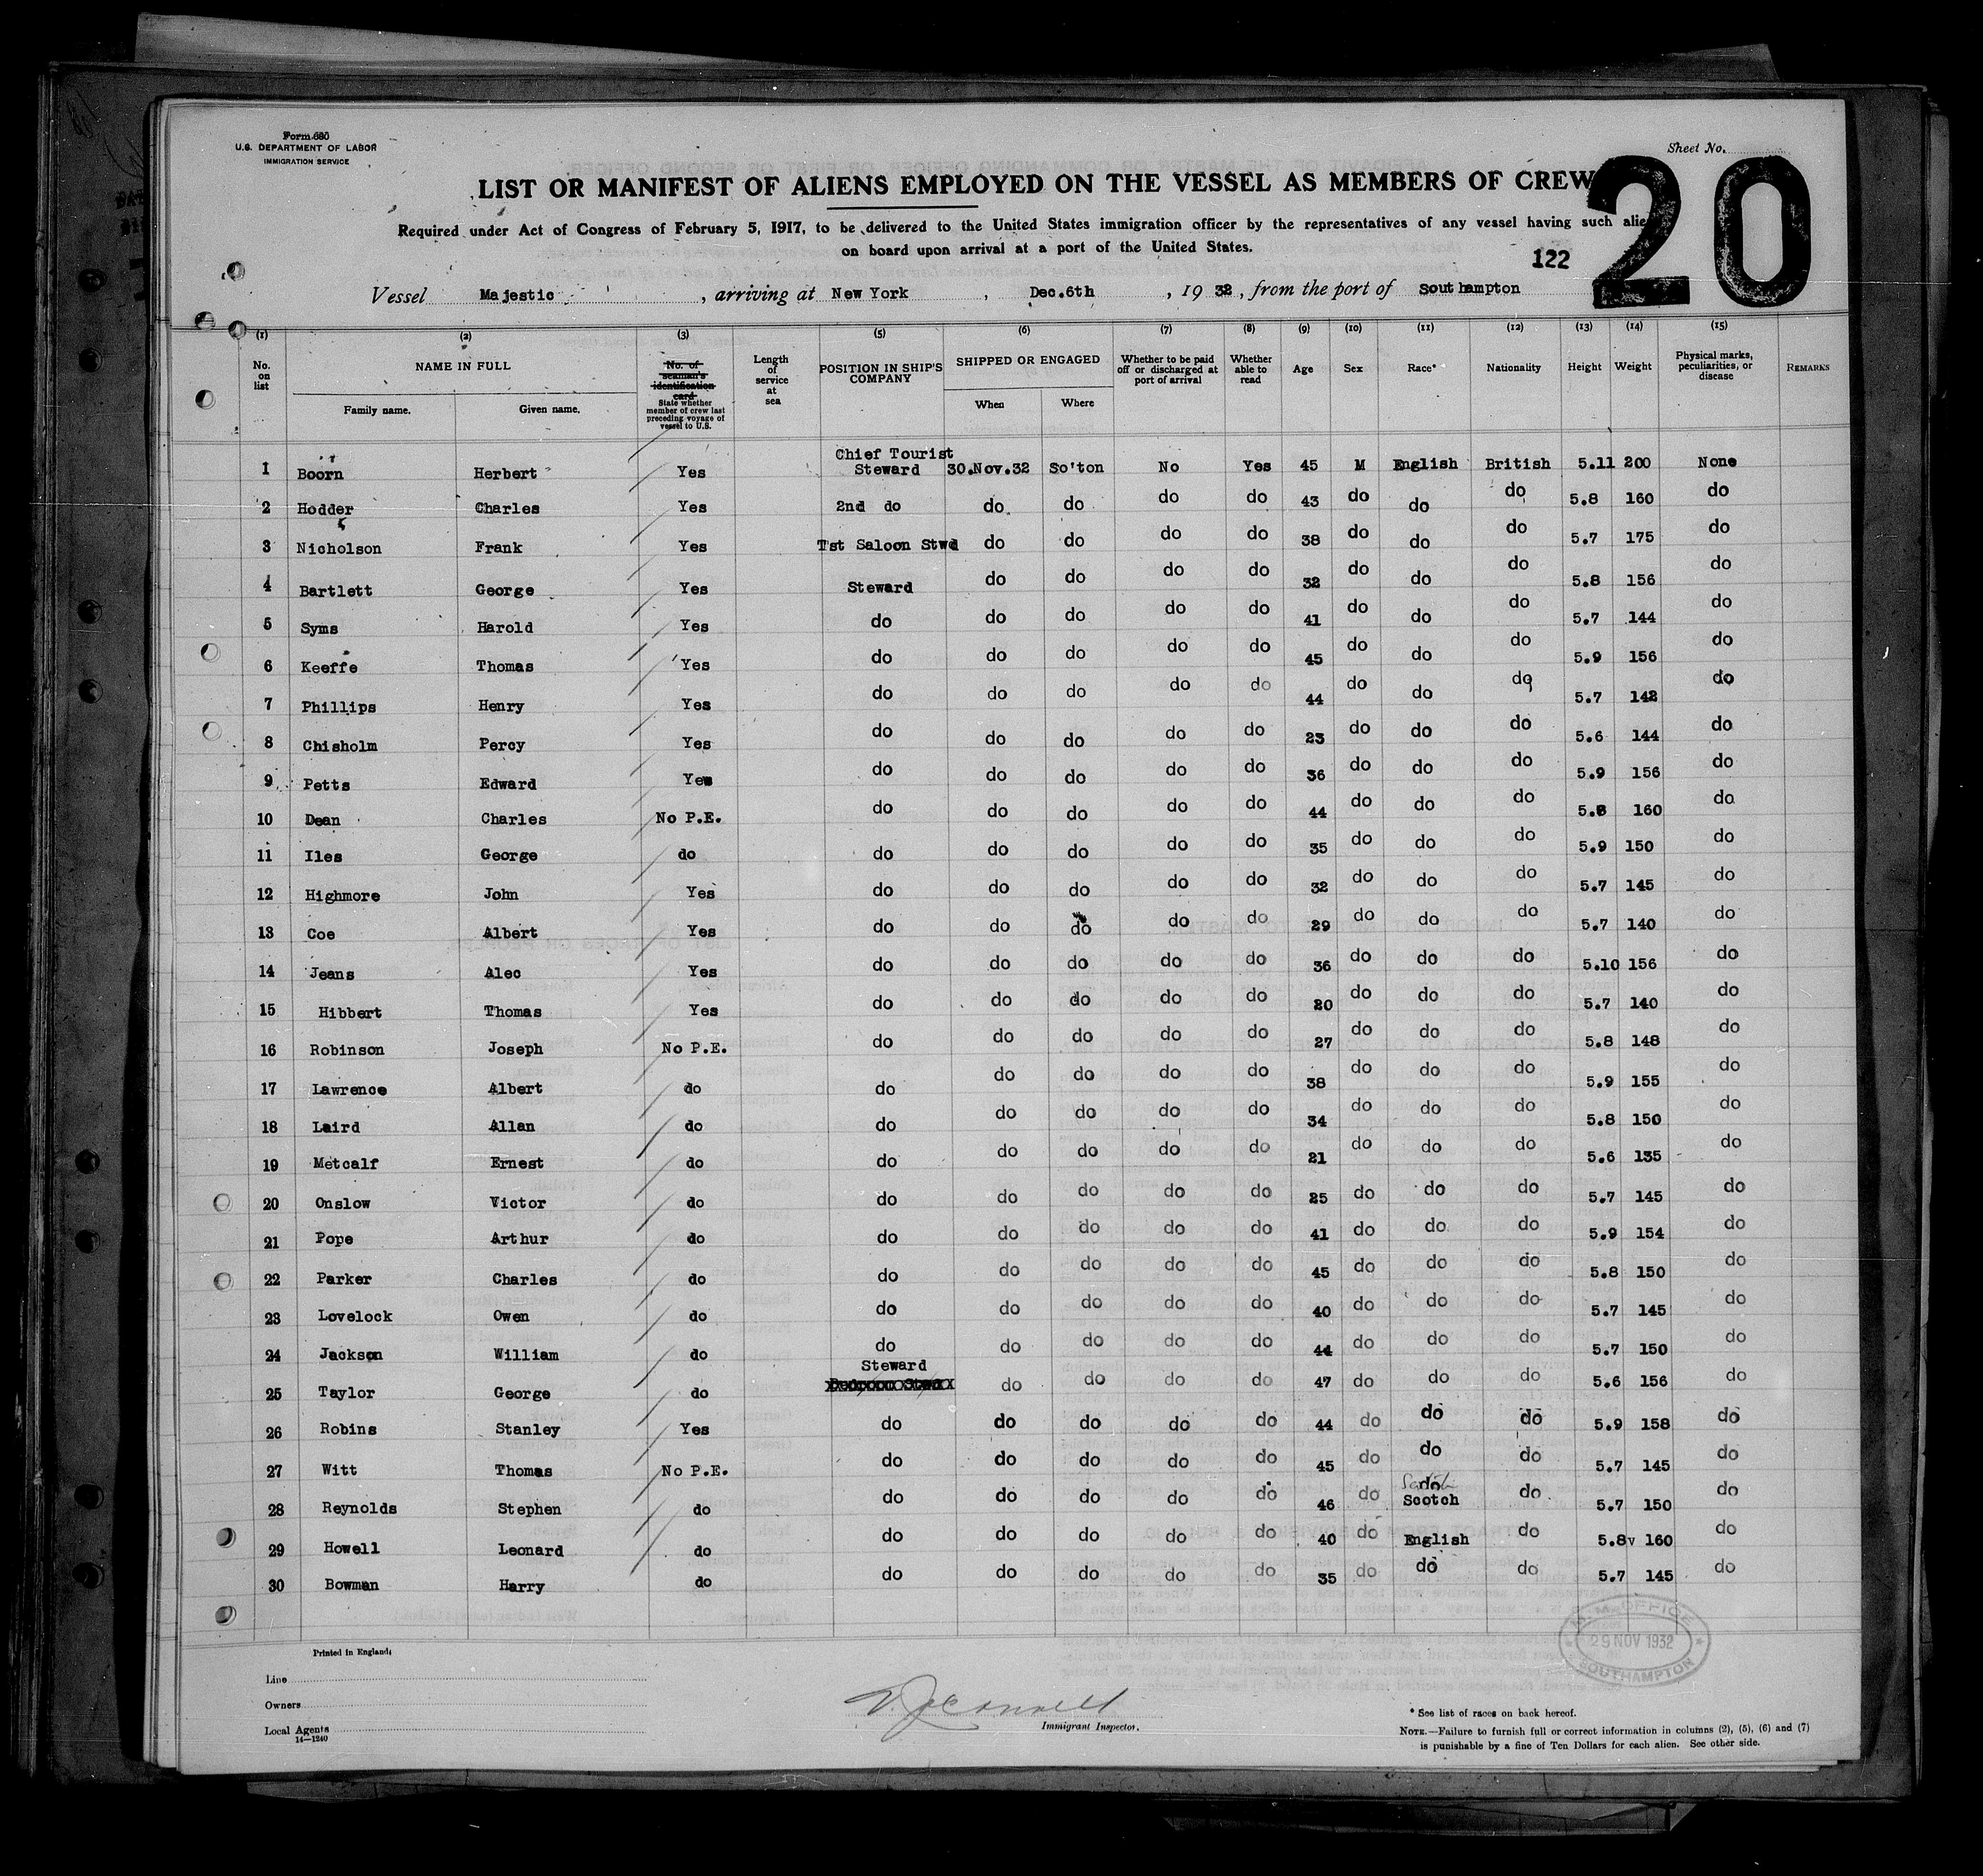 Form 680
U.S. DEPARTMENT OF LABOR
IMMIGRATION SERVICE
Sheet No.
20
LIST OR MANIFEST OF ALIENS EMPLOYED ON THE VESSEL AS MEMBERS OF CREW
Required under Act of Congress of February 5, 1917, to be delivered to the United States immigration officer by the representatives of any vessel having such alie
on board upon arrival at a port of the United States.
122
Vessel Majestic, arriving at New York, Dec.6th, 1932, from the port of Southampton
(1) (2) (3) (5) (6) (7) (8) (9) (10) (11) (12) (13) (14) (15)
No. on list NAME IN FULL Family name. Given name. No. of seaman's identification card State whether member of crew last preceding voyage of vessel to U.S. Length of service at sea POSITION IN SHIP'S COMPANY SHIPPED OR ENGAGED When Where Whether to be paid off or discharged at port of arrival Whether able to read Age Sex Race* Nationality Height Weight Physical marks, peculiarities, or disease REMARKS
1 Boorn Herbert Yes Chief Tourist Steward 30.Nov.32 So'ton No Yes 45 M English British 5.11 200 None
2 Hodder Charles Yes 2nd do do do do do 43 do do do 5.8 160 do
3 Nicholson Frank Yes Tst Saloon Stwd do do do do 38 do do do 5.7 175 do
4 Bartlett George Yes Steward do do do do 32 do do do 5.8 156 do
5 Syms Harold Yes do do do do do 41 do do do 5.7 144 do
6 Keeffe Thomas Yes do do do do do 45 do do do 5.9 156 do
7 Phillips Henry Yes do do do do do 44 do do do 5.7 142 do
8 Chisholm Percy Yes do do do do do 23 do do do 5.6 144 do
9 Petts Edward Yes do do do do do 36 do do do 5.9 156 do
10 Dean Charles No P.E. do do do do do 44 do do do 5.8 160 do
11 Iles George do do do do do do 35 do do do 5.9 150 do
12 Highmore John Yes do do do do do 32 do do do 5.7 145 do
13 Coe Albert Yes do do do do do 29 do do do 5.7 140 do
14 Jeans Alec Yes do do do do do 36 do do do 5.10 156 do
15 Hibbert Thomas Yes do do do do do 20 do do do 5.7 140 do
16 Robinson Joseph No P.E. do do do do do 27 do do do 5.8 148 do
17 Lawrence Albert do do do do do do 38 do do do 5.9 155 do
18 Laird Allan do do do do do do 34 do do do 5.8 150 do
19 Metcalf Ernest do do do do do do 21 do do do 5.6 135 do
20 Onslow Victor do do do do do do 25 do do do 5.7 145 do
21 Pope Arthur do do do do do do 41 do do do 5.9 154 do
22 Parker Charles do do do do do do 45 do do do 5.8 150 do
23 Lovelock Owen do do do do do do 40 do do do 5.7 145 do
24 Jackson William do do do do do do 44 do do do 5.7 150 do
25 Taylor George do Steward Bedroom Stwd do do do do 47 do do do 5.6 156 do
26 Robins Stanley Yes do do do do do 44 do do do 5.9 158 do
27 Witt Thomas No P.E. do do do do do 45 do do do 5.7 145 do
28 Reynolds Stephen do do do do do do 46 do do Scotch do 5.7 150 do
29 Howell Leonard do do do do do do 40 do English do 5.8v 160 do
30 Bowman Harry do do do do do do 35 do do do 5.7 145 do
M.M. OFFICE
29 NOV 1932
SOUTHAMPTON
Printed in England:
Line
Owners
Local Agents
14—1240
Immigrant Inspector.
* See list of races on back hereof.
NOTE.—Failure to furnish full or correct information in columns (2), (5), (6) and (7)
is punishable by a fine of Ten Dollars for each alien. See other side.